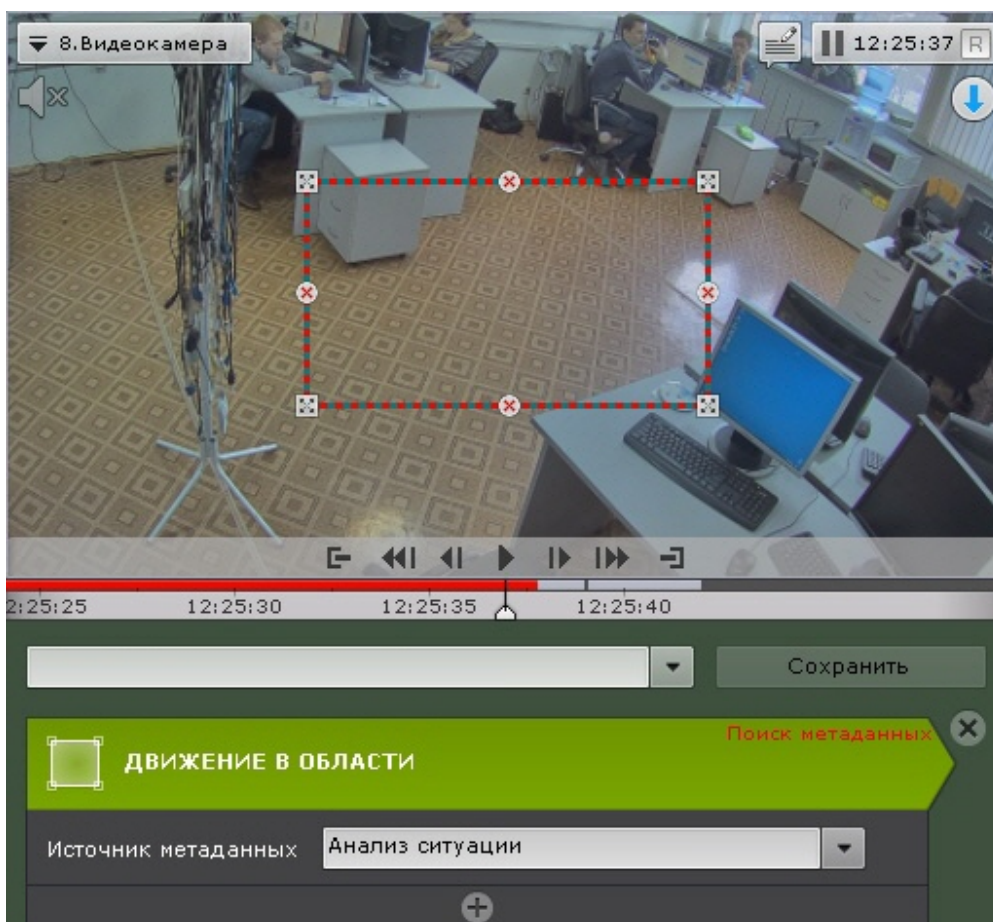 8.Видеокамера
12:25:37 R
2:25:25 12:25:30 12:25:35 12:25:40
Сохранить
Поиск метаданных
ДВИЖЕНИЕ В ОБЛАСТИ
Источник метаданных Анализ ситуации